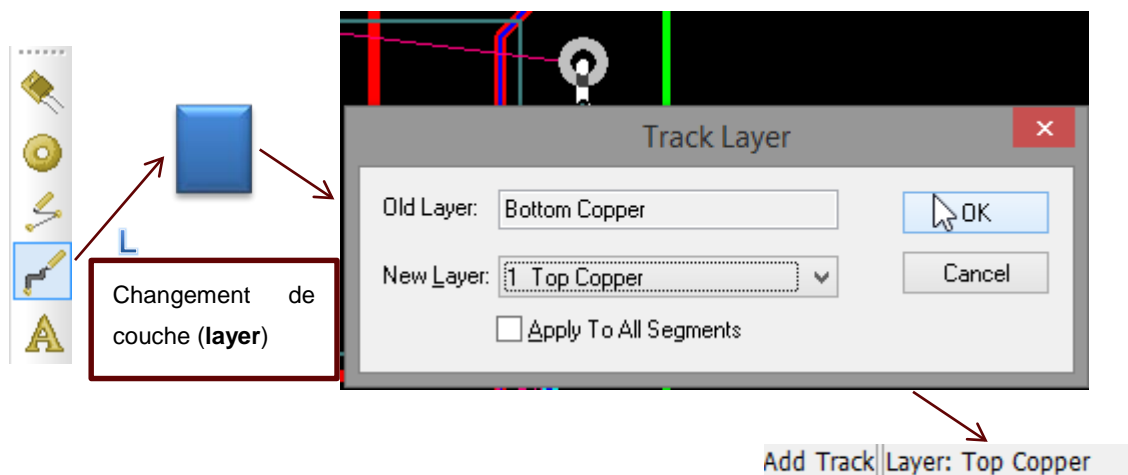 Track Layer
Old Layer: Bottom Copper
OK
New Layer: 1 Top Copper
Cancel
Apply To All Segments
L
Changement de
couche (layer)
A
Add Track Layer: Top Copper